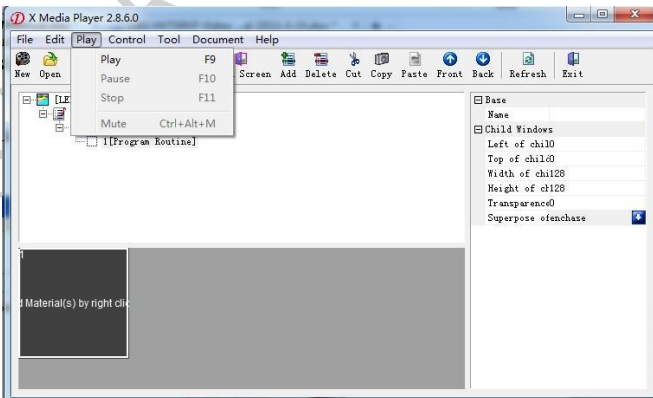 X Media Player 2.8.6.0
File Edit Play Control Tool Document Help
New Open Screen Add Delete Cut Copy Paste Front Back Refresh Exit
Play F9
Pause F10
Stop F11
Mute Ctrl+Alt+M
[LE
1[Program Routine]
Base
Name
Child Windows
Left of chil0
Top of child0
Width of chi128
Height of ch128
Transparence0
Superpose ofenchase
1
d Material(s) by right clic